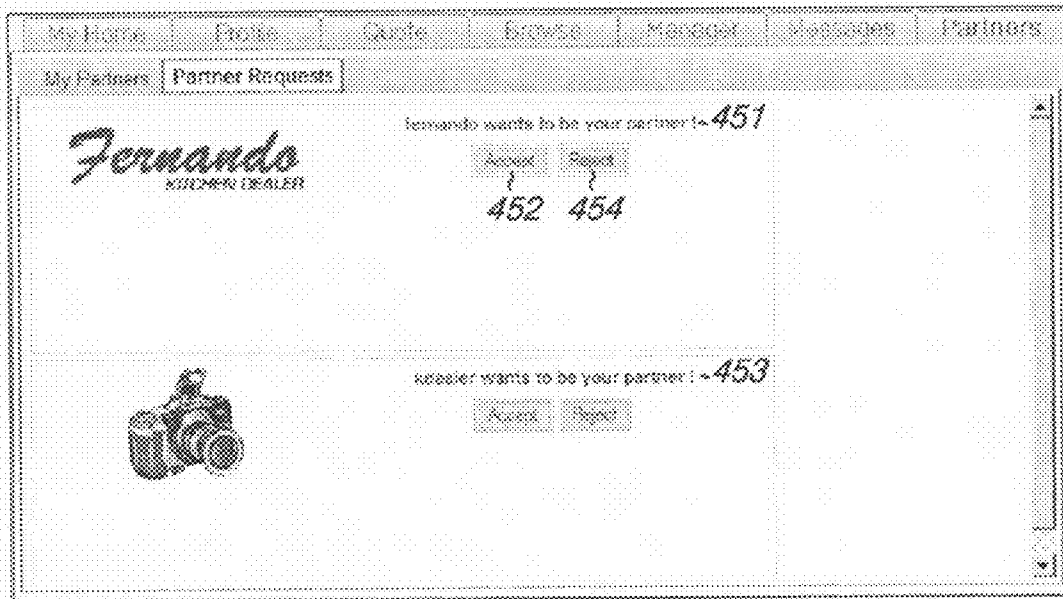 My Home Profile Quote Browse Manager Messages Partners
My Partners Partner Requests
fernando wants to be your partner ! ~451
Fernando
KITCHEN DEALER
Accept Reject
452 454
wants to be your partner ! ~453
Accept Reject